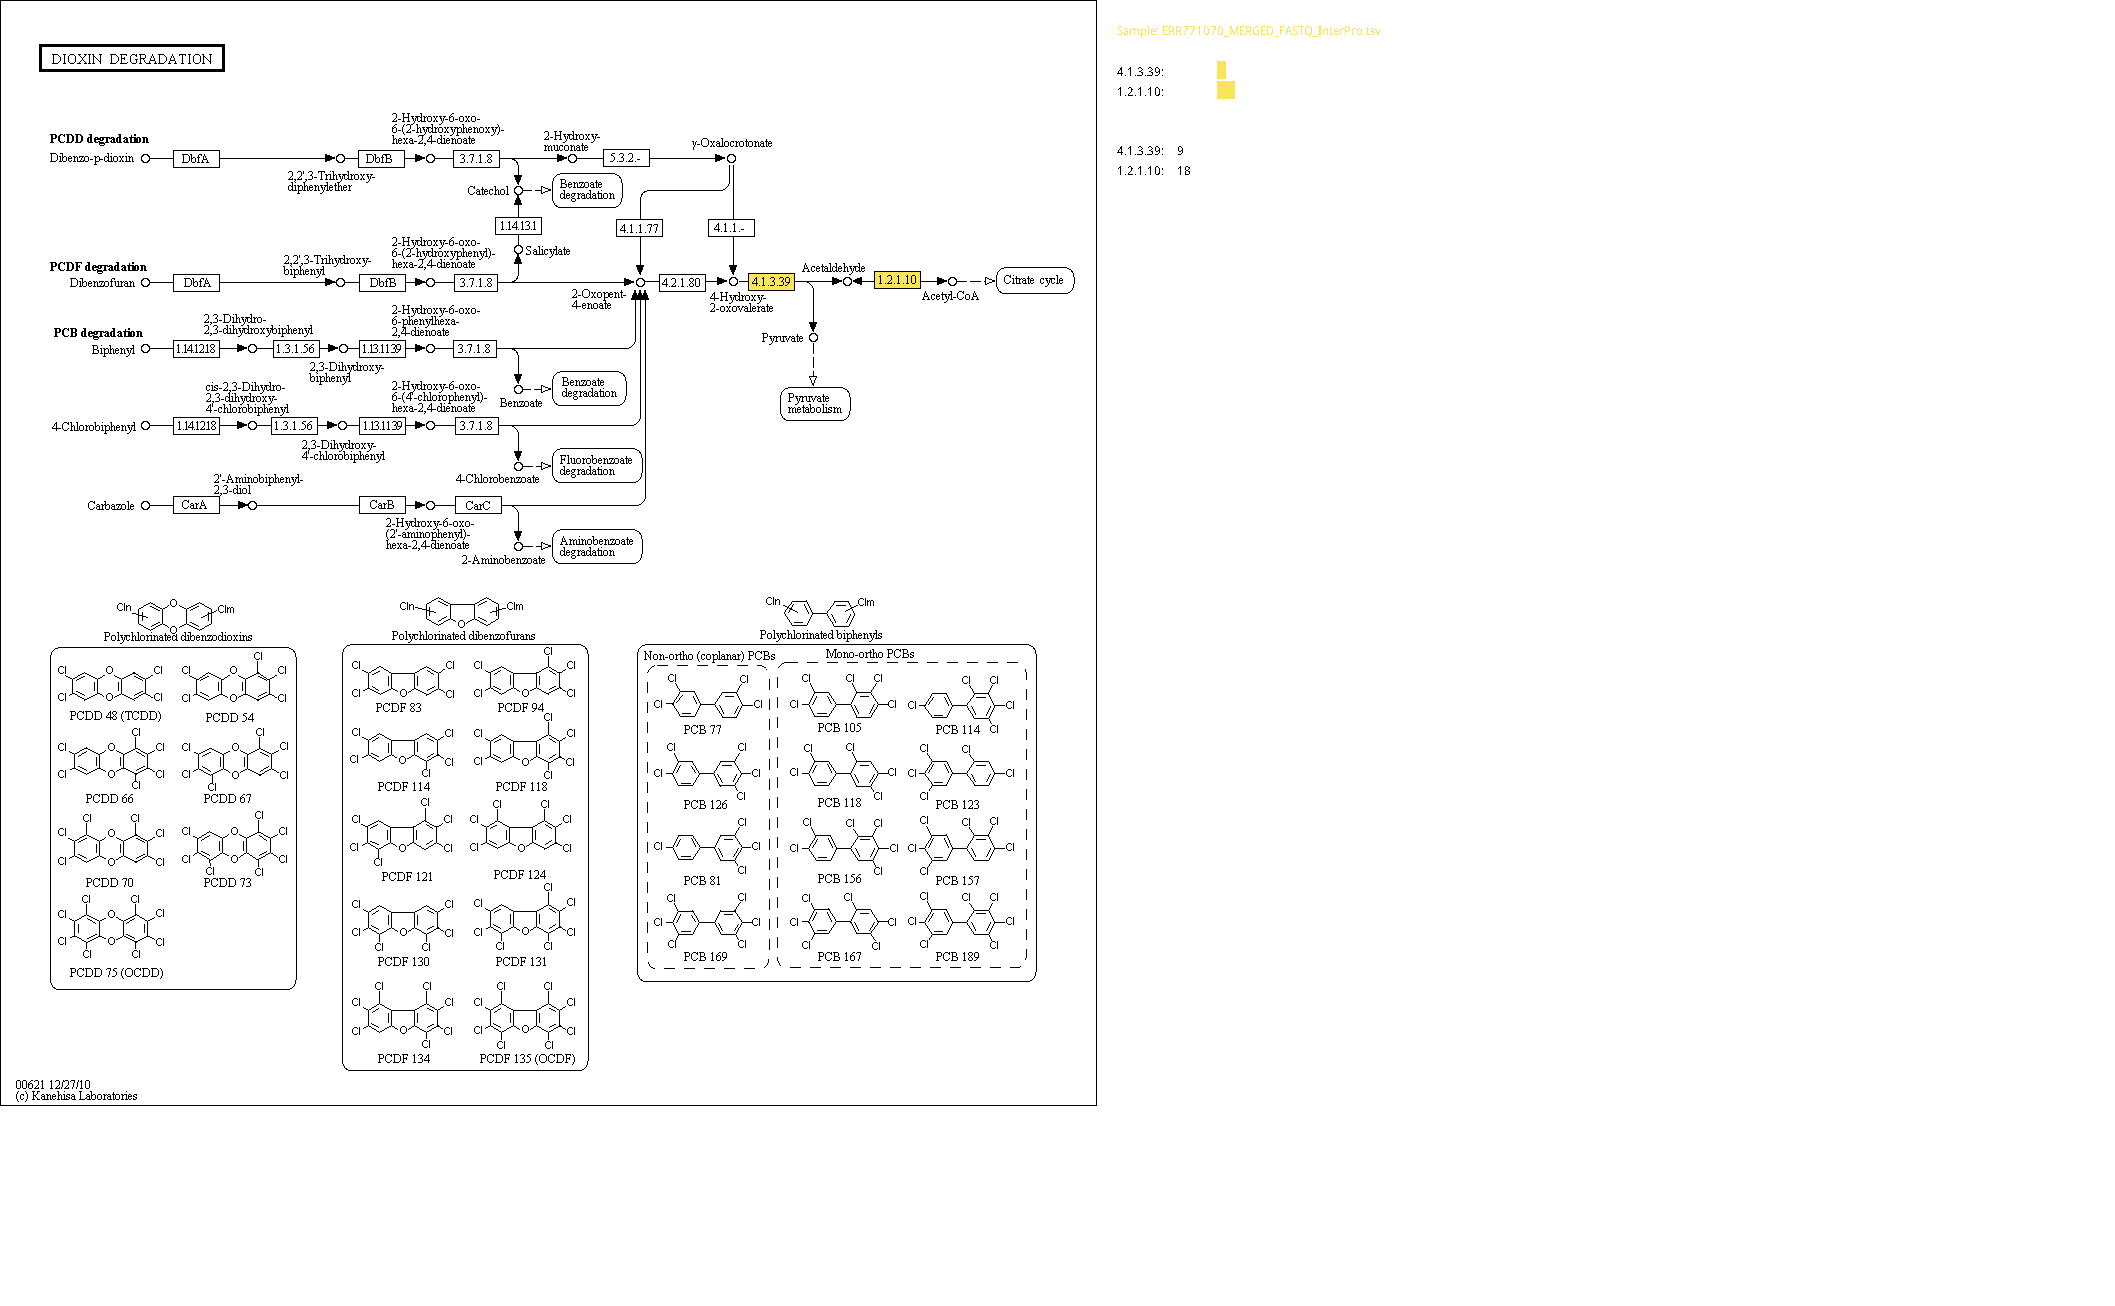 DIOXIN DEGRADATION
Sample: ERR771070_MERGED_FASTQ_InterPro.tsv
4.1.3.39:
1.2.1.10:
4.1.3.39: 9
1.2.1.10: 18
PCDD degradation
Dibenzo-p-dioxin
DbfA
2,2',3-Trihydroxy-
diphenylether
DbfB
2-Hydroxy-6-oxo-
6-(2-hydroxyphenoxy)-
hexa-2,4-dienoate
3.7.1.8
2-Hydroxy-
muconate
5.3.2.-
γ-Oxalocrotonate
Catechol
Benzoate
degradation
1.14.13.1
Salicylate
4.1.1.77
4.1.1.-
PCDF degradation
Dibenzofuran
DbfA
2,2',3-Trihydroxy-
biphenyl
DbfB
2-Hydroxy-6-oxo-
6-(2-hydroxyphenyl)-
hexa-2,4-dienoate
3.7.1.8
2-Oxopent-
4-enoate
4.2.1.80
4-Hydroxy-
2-oxovalerate
4.1.3.39
Acetaldehyde
1.2.1.10
Acetyl-CoA
Citrate cycle
Pyruvate
Pyruvate
metabolism
PCB degradation
Biphenyl
1.14.12.18
2,3-Dihydro-
2,3-dihydroxybiphenyl
1.3.1.56
2,3-Dihydroxy-
biphenyl
1.13.11.39
2-Hydroxy-6-oxo-
6-phenylhexa-
2,4-dienoate
3.7.1.8
Benzoate
Benzoate
degradation
4-Chlorobiphenyl
1.14.12.18
cis-2,3-Dihydro-
2,3-dihydroxy-
4'-chlorobiphenyl
1.3.1.56
2,3-Dihydroxy-
4'-chlorobiphenyl
1.13.11.39
2-Hydroxy-6-oxo-
6-(4'-chlorophenyl)-
hexa-2,4-dienoate
3.7.1.8
4-Chlorobenzoate
Fluorobenzoate
degradation
Carbazole
CarA
2'-Aminobiphenyl-
2,3-diol
CarB
2-Hydroxy-6-oxo-
(2'-aminophenyl)-
hexa-2,4-dienoate
CarC
2-Aminobenzoate
Aminobenzoate
degradation
Cln O O Clm
Polychlorinated dibenzodioxins
Cln O Clm
Polychlorinated dibenzofurans
Cln Clm
Polychlorinated biphenyls
PCDD 48 (TCDD)
PCDD 54
PCDD 66
PCDD 67
PCDD 70
PCDD 73
PCDD 75 (OCDD)
PCDF 83
PCDF 94
PCDF 114
PCDF 118
PCDF 121
PCDF 124
PCDF 130
PCDF 131
PCDF 134
PCDF 135 (OCDF)
Non-ortho (coplanar) PCBs
PCB 77
PCB 126
PCB 81
PCB 169
Mono-ortho PCBs
PCB 105
PCB 114
PCB 118
PCB 123
PCB 156
PCB 157
PCB 167
PCB 189
00621 12/27/10
(c) Kanehisa Laboratories